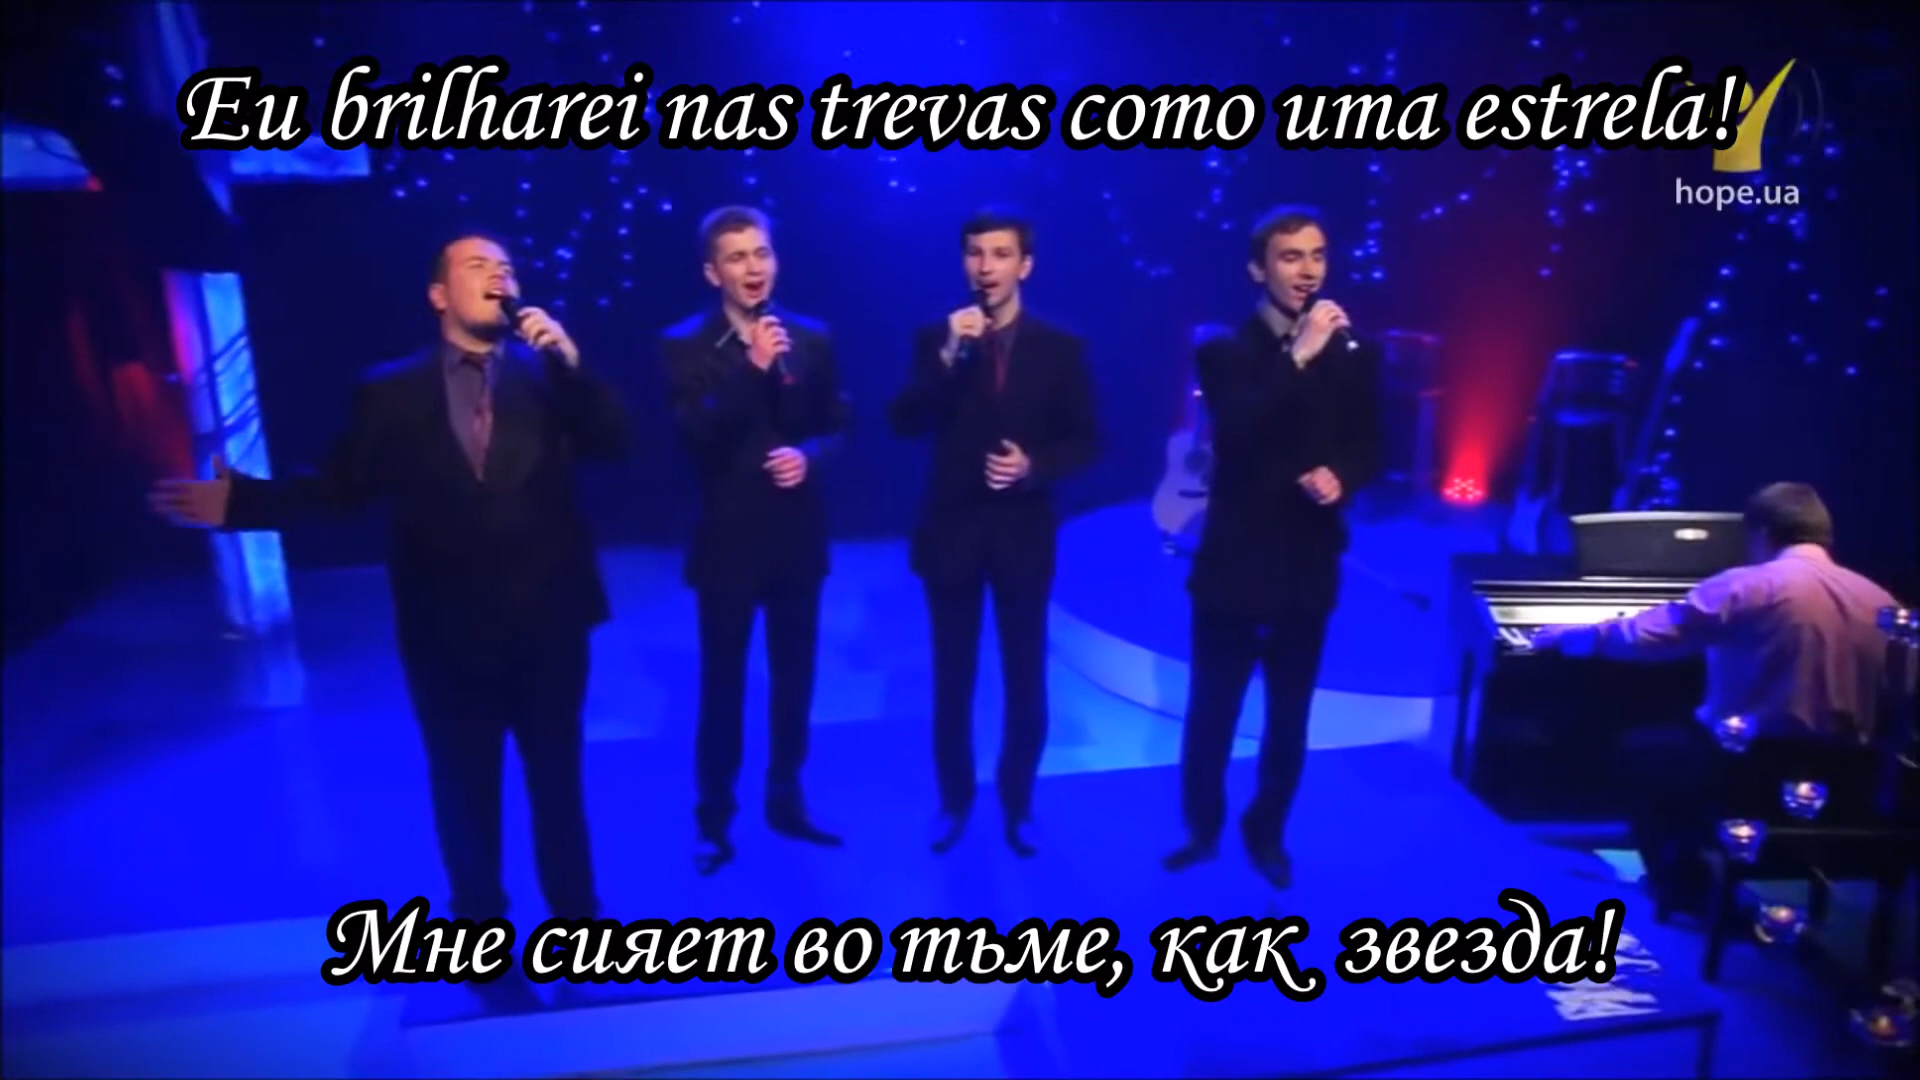 Eu brilharei nas trevas como uma estrela!
hope.ua
Мне сияет во тьме, как звезда!